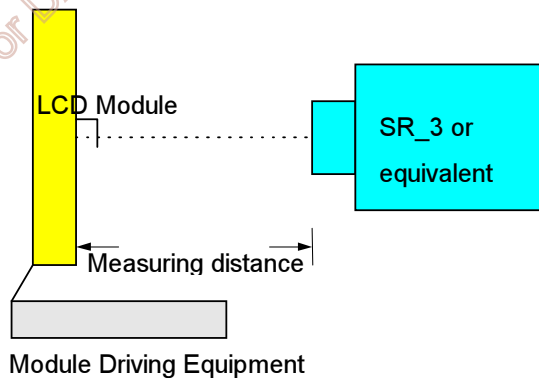 LCD Module
SR_3 or
equivalent
Measuring distance
Module Driving Equipment